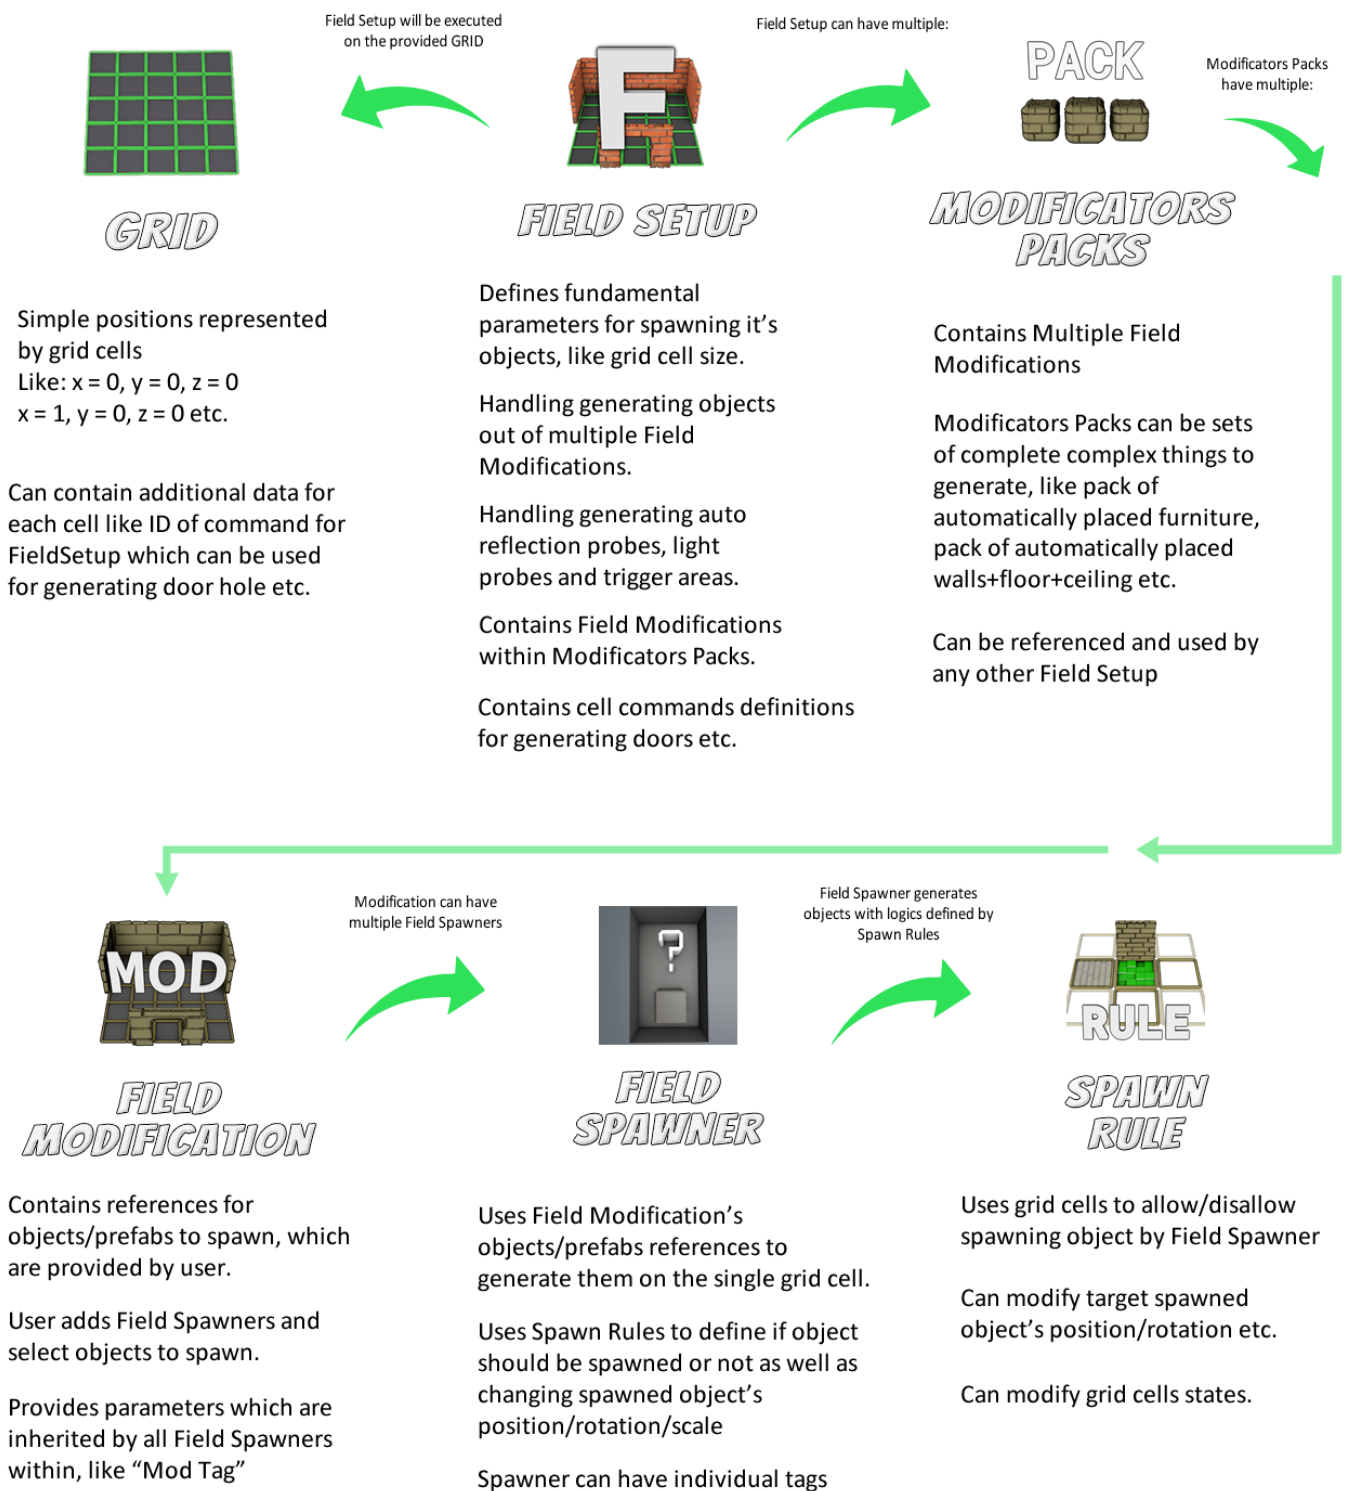 Field Setup will be executed
on the provided GRID
Field Setup can have multiple:
Modificators Packs
have multiple:
F
PACK
GRID
FIELD SETUP
MODIFICATORS
PACKS
Simple positions represented
by grid cells
Like: x = 0, y = 0, z = 0
x = 1, y = 0, z = 0 etc.
Can contain additional data for
each cell like ID of command for
FieldSetup which can be used
for generating door hole etc.
Defines fundamental
parameters for spawning it’s
objects, like grid cell size.
Handling generating objects
out of multiple Field
Modifications.
Handling generating auto
reflection probes, light
probes and trigger areas.
Contains Field Modifications
within Modificators Packs.
Contains cell commands definitions
for generating doors etc.
Contains Multiple Field
Modifications
Modificators Packs can be sets
of complete complex things to
generate, like pack of
automatically placed furniture,
pack of automatically placed
walls+floor+ceiling etc.
Can be referenced and used by
any other Field Setup
Modification can have
multiple Field Spawners
Field Spawner generates
objects with logics defined by
Spawn Rules
MOD
?
RULE
FIELD
MODIFICATION
FIELD
SPAWNER
SPAWN
RULE
Contains references for
objects/prefabs to spawn, which
are provided by user.
User adds Field Spawners and
select objects to spawn.
Provides parameters which are
inherited by all Field Spawners
within, like “Mod Tag”
Uses Field Modification’s
objects/prefabs references to
generate them on the single grid cell.
Uses Spawn Rules to define if object
should be spawned or not as well as
changing spawned object’s
position/rotation/scale
Spawner can have individual tags
Uses grid cells to allow/disallow
spawning object by Field Spawner
Can modify target spawned
object’s position/rotation etc.
Can modify grid cells states.